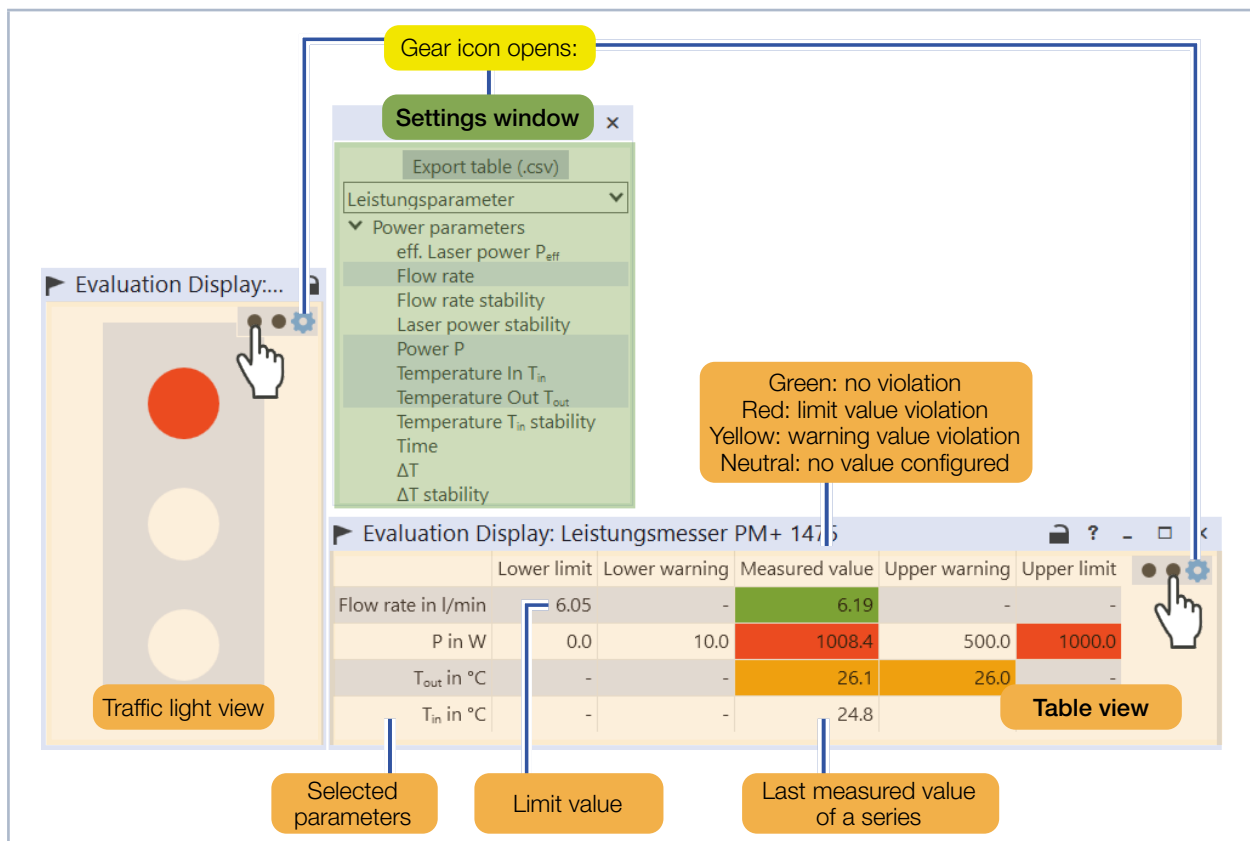 Gear icon opens:
Settings window ×
Export table (.csv)
Leistungsparameter
Power parameters
eff. Laser power Peff
Flow rate
Flow rate stability
Laser power stability
Power P
Temperature In Tin
Temperature Out Tout
Temperature Tin stability
Time
ΔT
ΔT stability
Evaluation Display:...
Traffic light view
Green: no violation
Red: limit value violation
Yellow: warning value violation
Neutral: no value configured
Evaluation Display: Leistungsmesser PM+ 1475 ?
Lower limit Lower warning Measured value Upper warning Upper limit
Flow rate in l/min 6.05 - 6.19 - -
P in W 0.0 10.0 1008.4 500.0 1000.0
Tout in °C - - 26.1 26.0 -
Tin in °C - - 24.8
Table view
Selected
parameters
Limit value
Last measured value
of a series